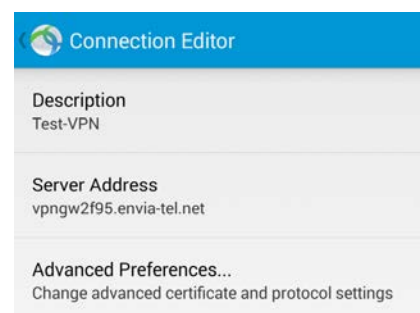 Connection Editor
Description
Test-VPN
Server Address
vpngw2f95.envia-tel.net
Advanced Preferences...
Change advanced certificate and protocol settings